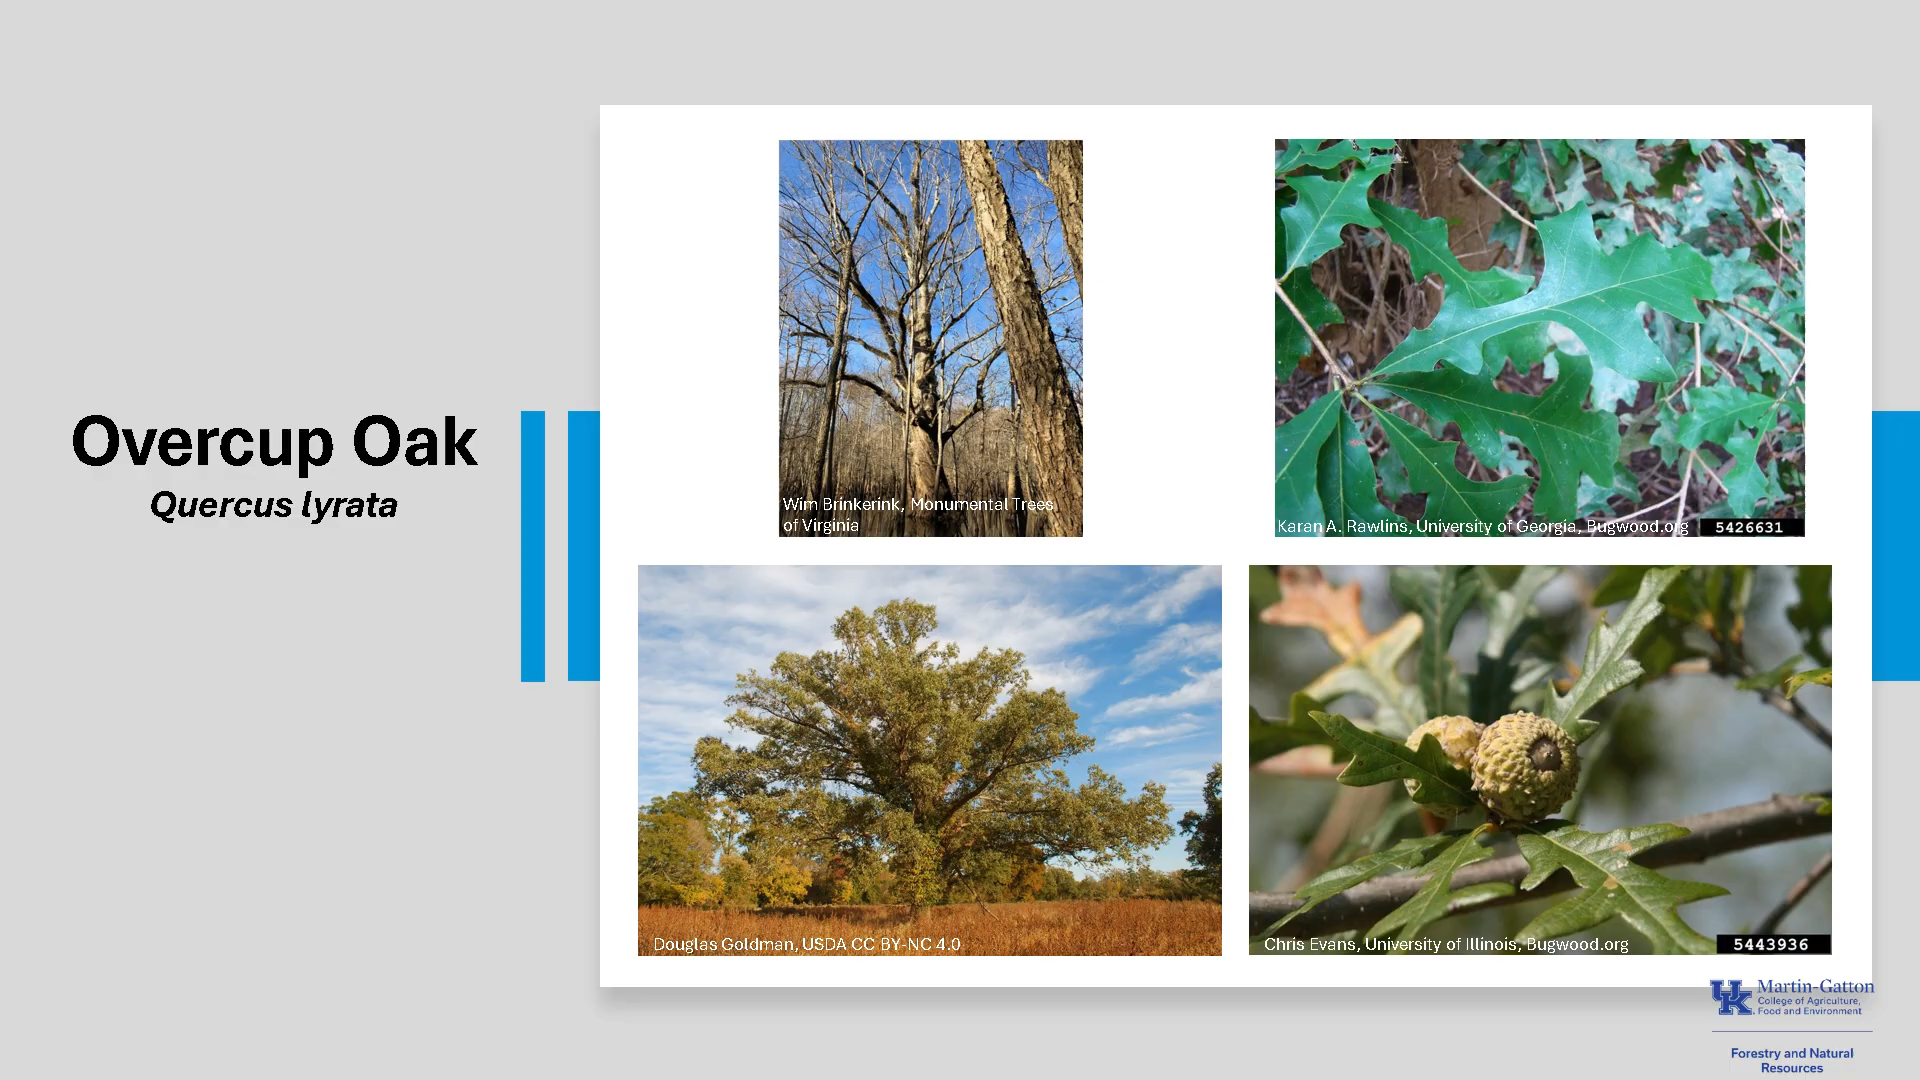 Overcup Oak
Quercus lyrata
Wim Brinkerink, Monumental Trees
of Virginia
Karan A. Rawlins, University of Georgia, Bugwood.org
5426631
Douglas Goldman, USDA CC BY-NC 4.0
Chris Evans, University of Illinois, Bugwood.org
5443936
UK Martin-Gatton
College of Agriculture,
Food and Environment
Forestry and Natural
Resources